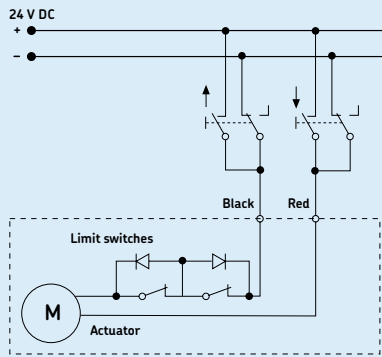 24 V DC
+
–
Black
Red
Limit switches
M
Actuator